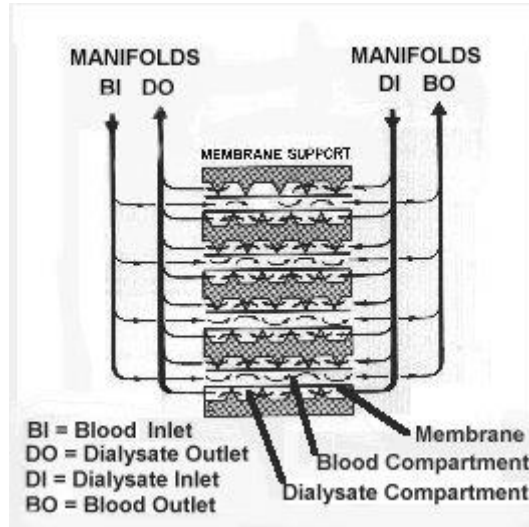 MANIFOLDS MANIFOLDS
BI DO DI BO
MEMBRANE SUPPORT
BI = Blood Inlet
DO = Dialysate Outlet
DI = Dialysate Inlet
BO = Blood Outlet
Membrane
Blood Compartment
Dialysate Compartment